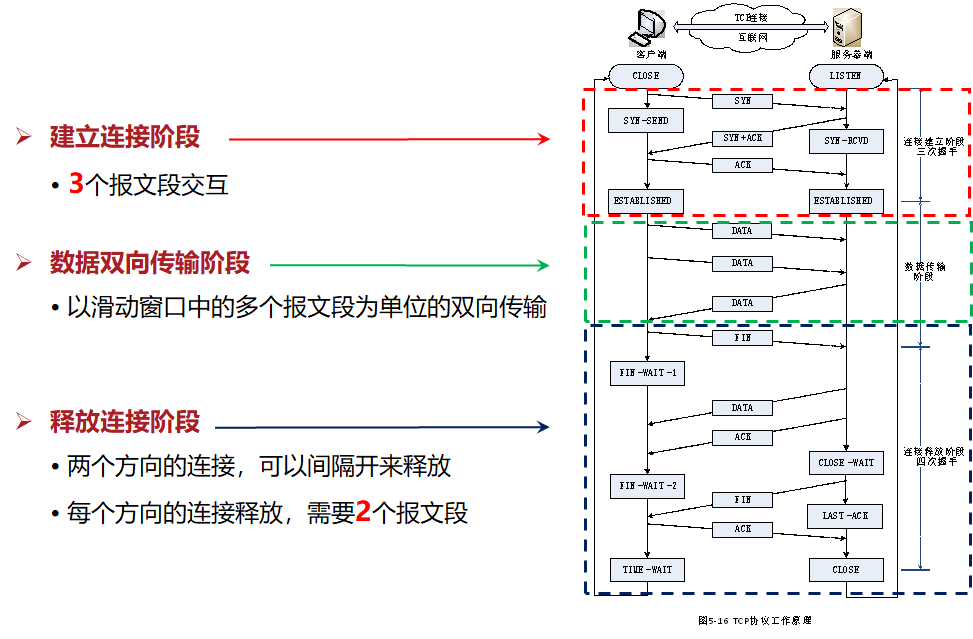 建立连接阶段
• 3个报文段交互
数据双向传输阶段
• 以滑动窗口中的多个报文段为单位的双向传输
释放连接阶段
• 两个方向的连接，可以间隔开来释放
• 每个方向的连接释放，需要2个报文段
TCP连接
互联网
客户端
服务器端
CLOSE
LISTEN
SYN
SYN-SEND
SYN+ACK
SYN-RCVD
ACK
ESTABLISHED
ESTABLISHED
连接建立阶段
三次握手
DATA
DATA
DATA
数据传输
阶段
FIN
FIN-WAIT-1
DATA
ACK
CLOSE-WAIT
FIN-WAIT-2
FIN
LAST-ACK
ACK
TIME-WAIT
CLOSE
连接释放阶段
四次握手
图5-16 TCP协议工作原理